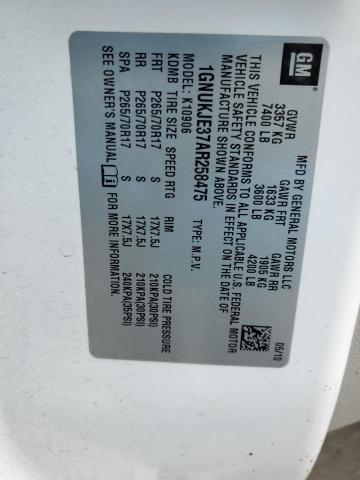 GM
MFD BY GENERAL MOTORS LLC
GVWR GAWR FRT GAWR RR
3357 KG 1633 KG 1905 KG
7400 LB 3600 LB 4200 LB
THIS VEHICLE CONFORMS TO ALL APPLICABLE U.S. FEDERAL MOTOR
VEHICLE SAFETY STANDARDS IN EFFECT ON THE DATE OF
MANUFACTURE SHOWN ABOVE.
05/10
1GNUKJE37AR258475 TYPE: M.P.V.
KDMB MODEL: K10906
TIRE SIZE SPEED RTG RIM COLD TIRE PRESSURE
FRT P265/70R17 S 17X7.5J 210KPA(30PSI)
RR P265/70R17 S 17X7.5J 210KPA(30PSI)
SPA P265/70R17 S 17X7.5J 240KPA(35PSI)
SEE OWNER'S MANUAL FOR MORE INFORMATION.